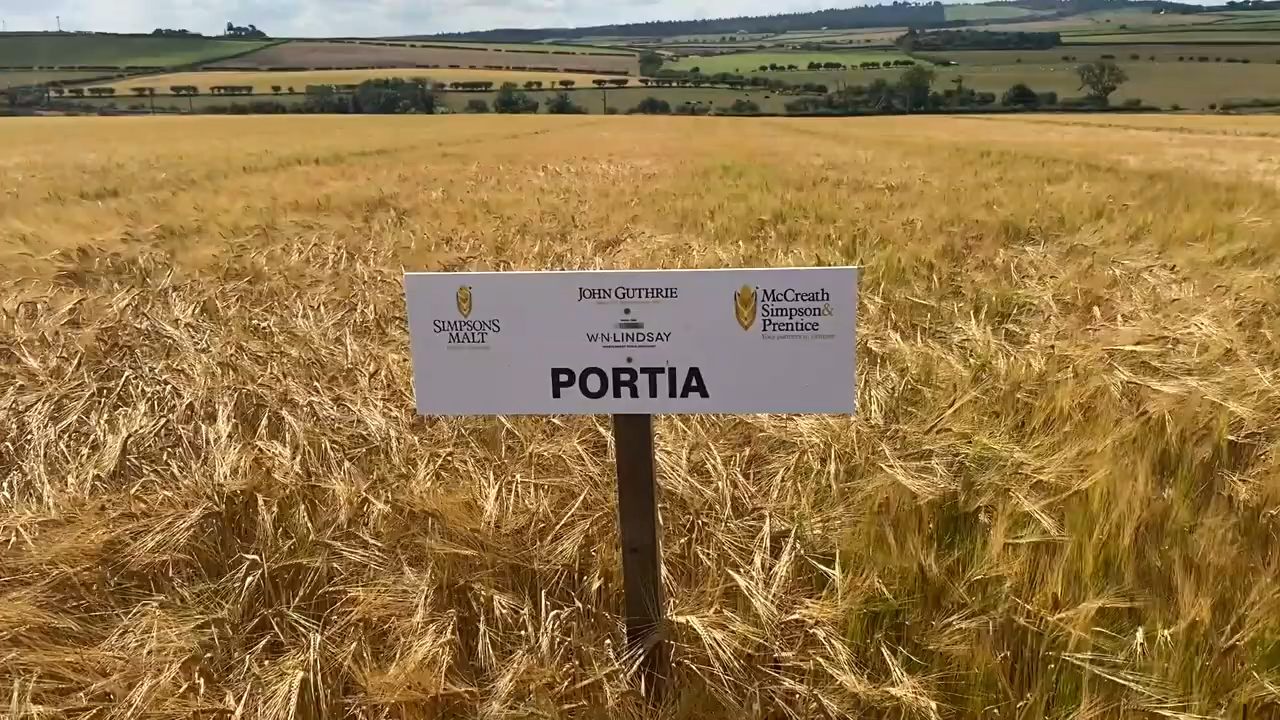 SIMPSONS
MALT
JOHN GUTHRIE
W·N·LINDSAY
McCreath
Simpson&
Prentice
PORTIA